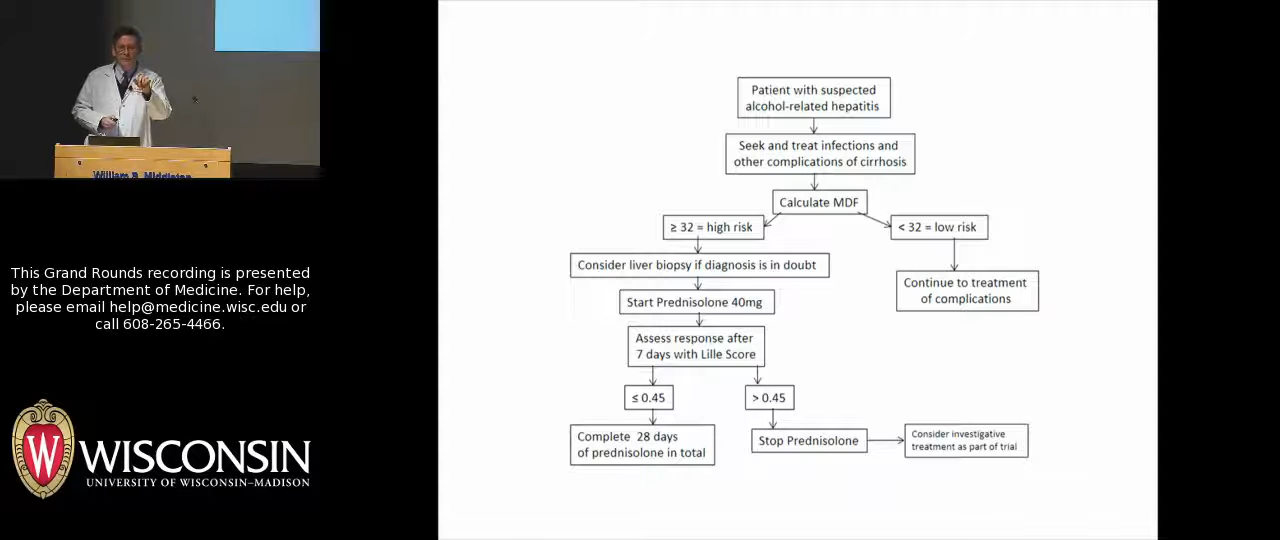 William S. Middleton
This Grand Rounds recording is presented
by the Department of Medicine. For help,
please email help@medicine.wisc.edu or
call 608-265-4466.
W
WISCONSIN
UNIVERSITY OF WISCONSIN–MADISON
Patient with suspected
alcohol-related hepatitis
Seek and treat infections and
other complications of cirrhosis
Calculate MDF
≥ 32 = high risk
< 32 = low risk
Consider liver biopsy if diagnosis is in doubt
Continue to treatment
of complications
Start Prednisolone 40mg
Assess response after
7 days with Lille Score
≤ 0.45
> 0.45
Complete 28 days
of prednisolone in total
Stop Prednisolone
Consider investigative
treatment as part of trial